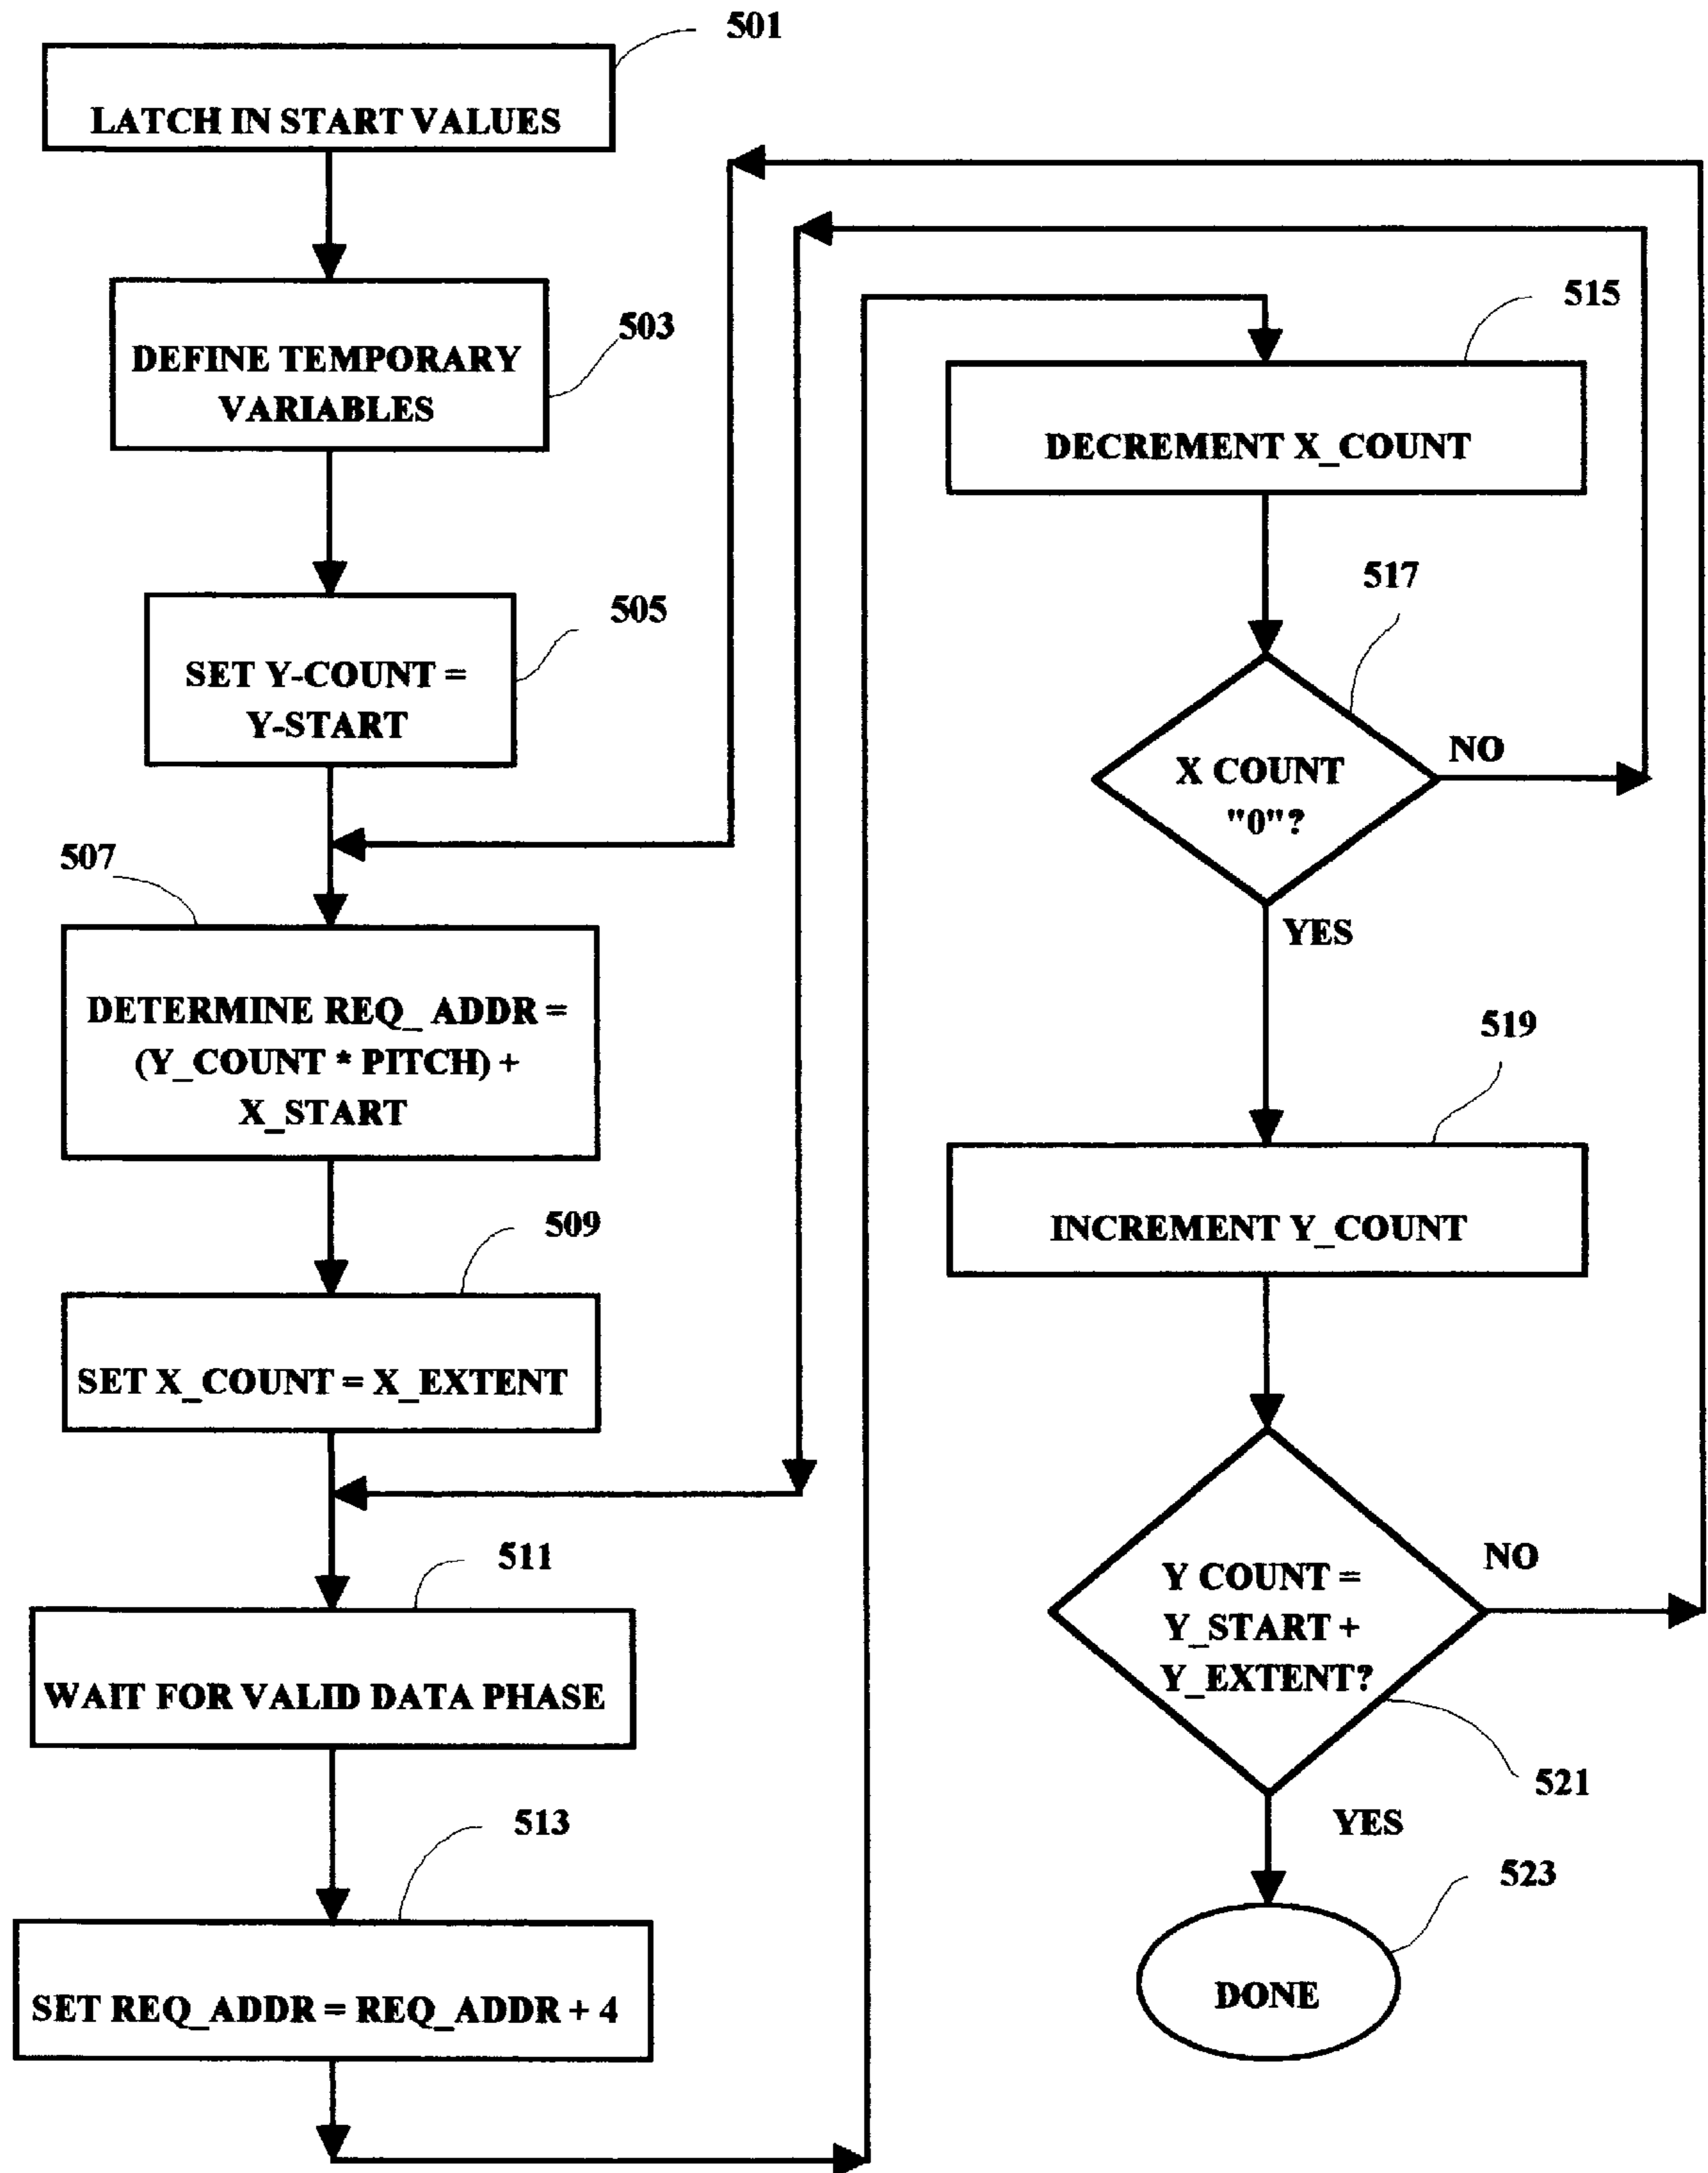 501
LATCH IN START VALUES
503
DEFINE TEMPORARY
VARIABLES
505
SET Y-COUNT =
Y-START
507
DETERMINE REQ_ ADDR =
(Y_COUNT * PITCH) +
X_START
509
SET X_COUNT = X_EXTENT
511
WAIT FOR VALID DATA PHASE
513
SET REQ_ADDR = REQ_ADDR + 4
515
DECREMENT X_COUNT
517
X COUNT
"0"?
NO
YES
519
INCREMENT Y_COUNT
Y COUNT =
Y_START +
Y_EXTENT?
NO
521
YES
523
DONE